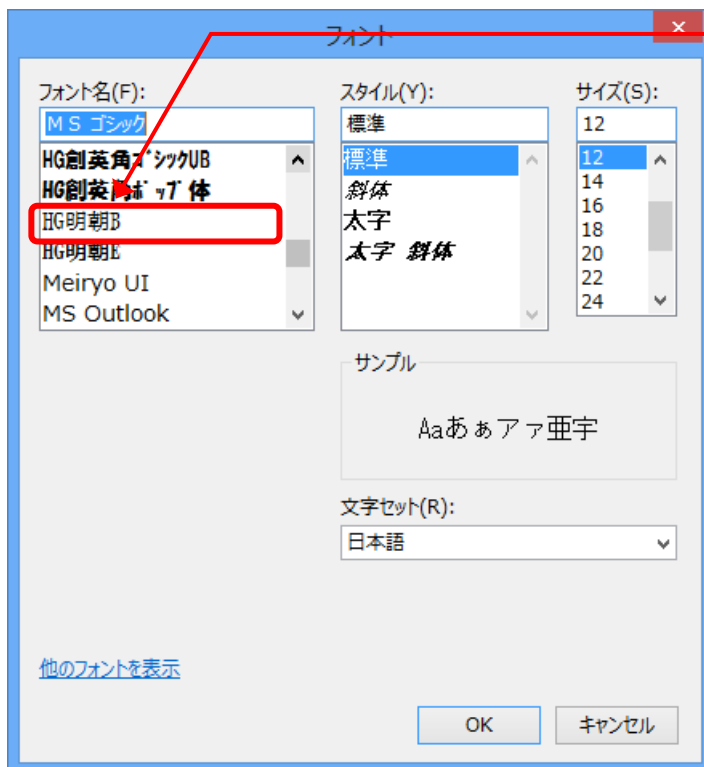 フォント
フォント名(F):
ＭＳ ゴシック
HG創英角ｺﾞｼｯｸUB
HG創英角ﾎﾟｯﾌﾟ体
HG明朝B
HG明朝E
Meiryo UI
MS Outlook
スタイル(Y):
標準
標準
斜体
太字
太字 斜体
サイズ(S):
12
12
14
16
18
20
22
24
サンプル
Aaあぁアァ亜宇
文字セット(R):
日本語
他のフォントを表示
OK
キャンセル